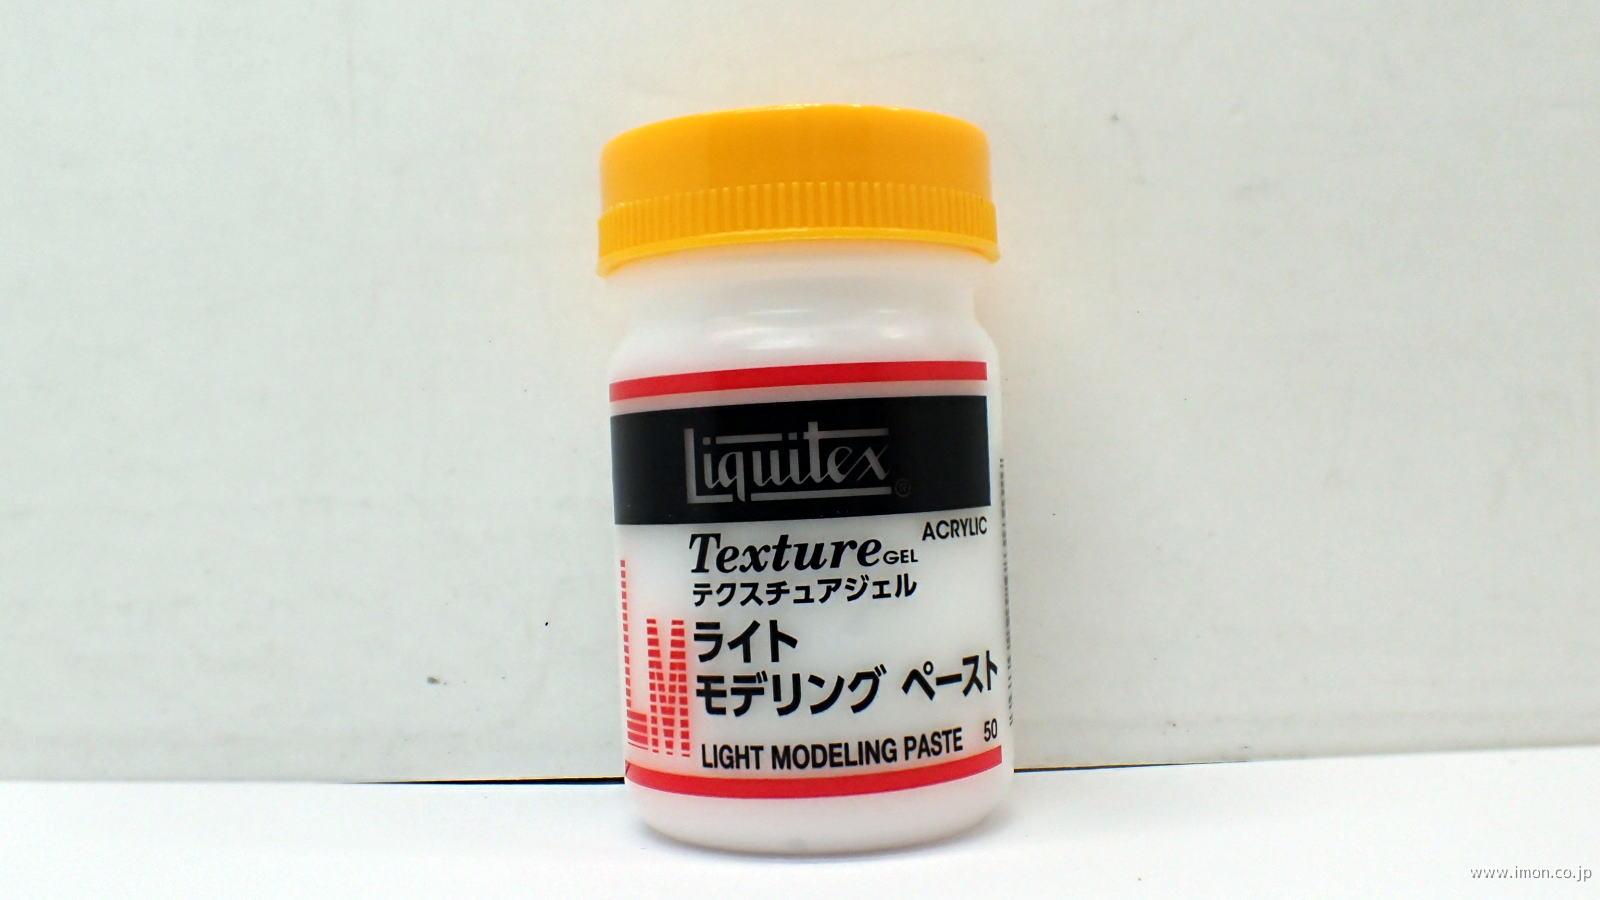 Liquitex®
ACRYLIC
Texture GEL
テクスチュアジェル
LM
ライト
モデリング ペースト
LIGHT MODELING PASTE 50
www.imon.co.jp